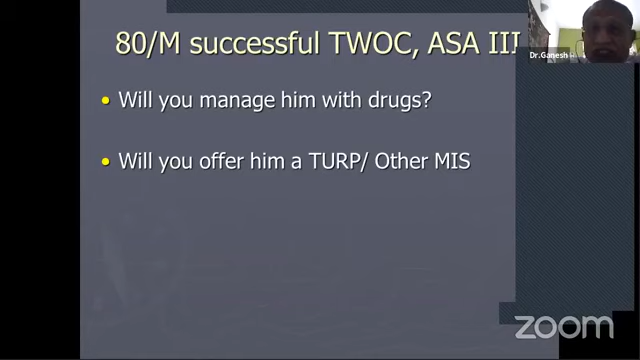 80/M successful TWOC, ASA III
Dr.Ganesh
Will you manage him with drugs?
Will you offer him a TURP/ Other MIS
zoom